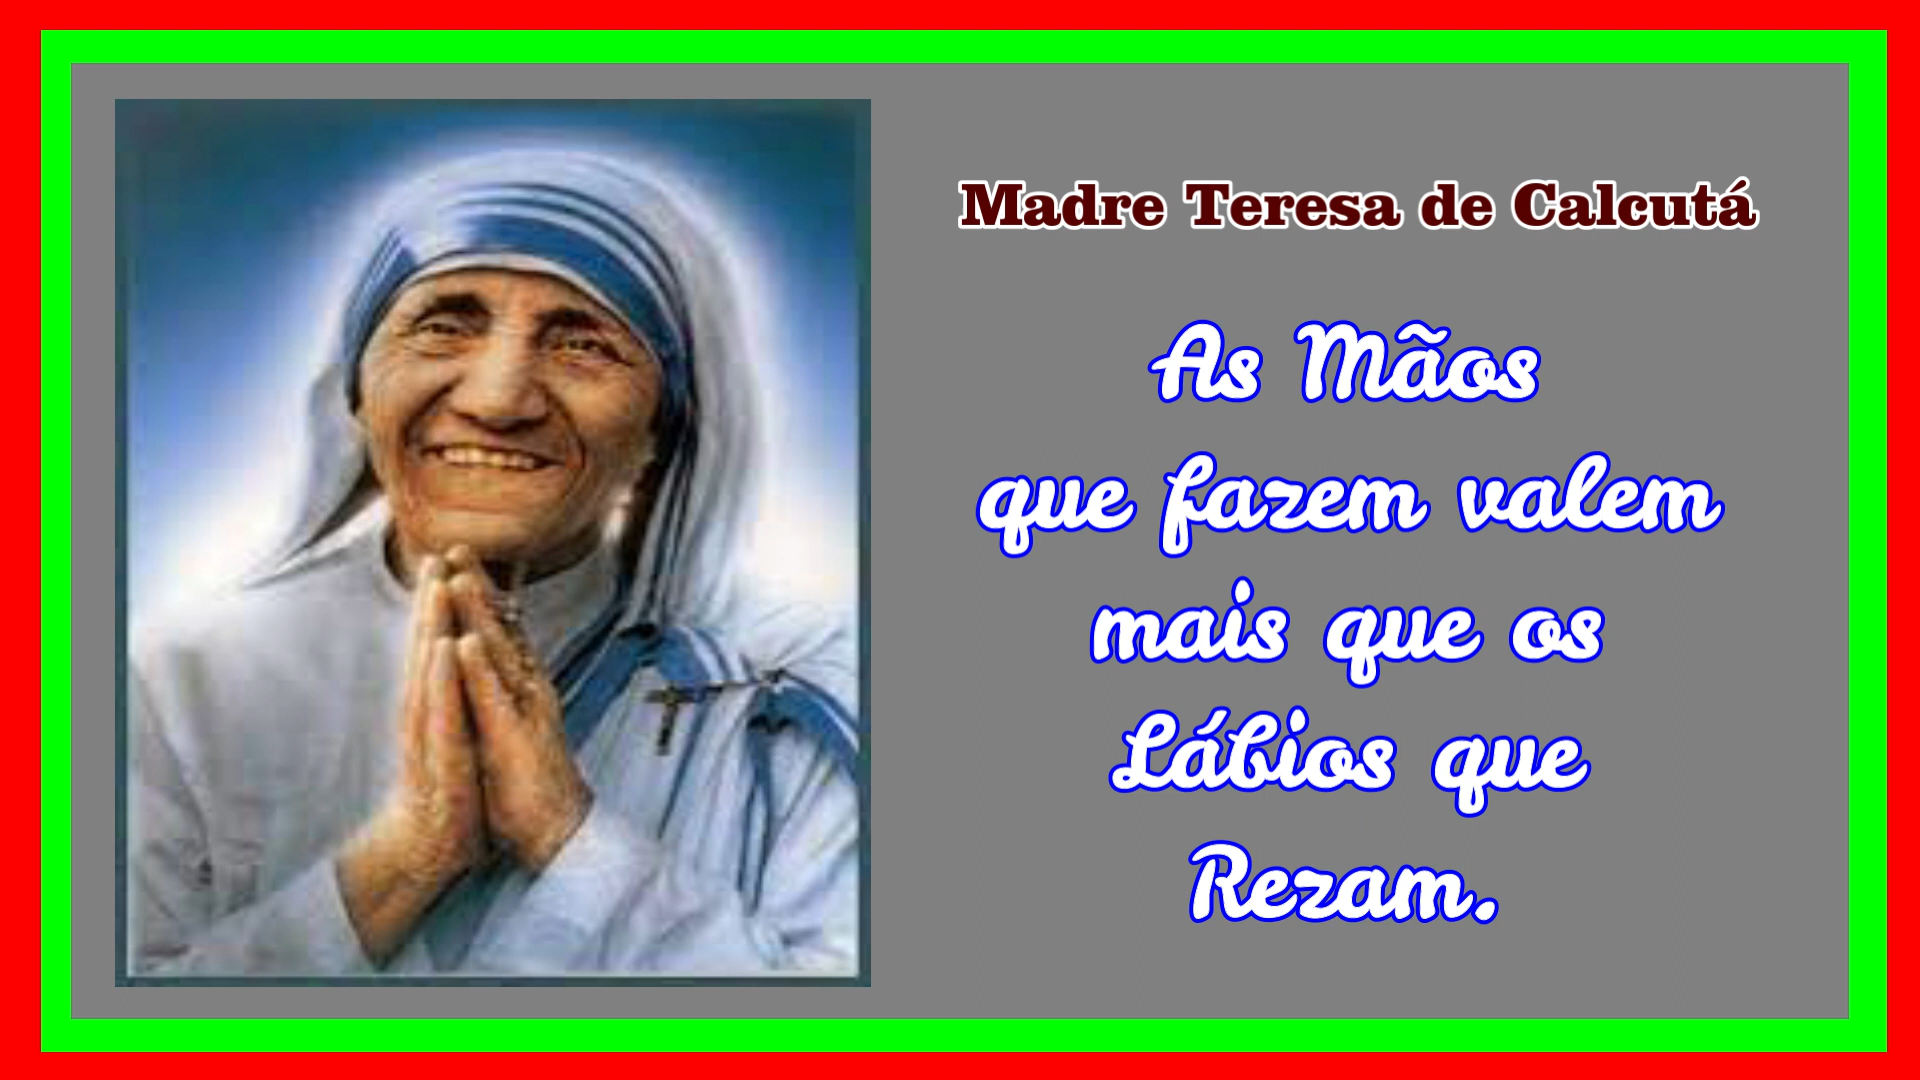 Madre Teresa de Calcutá
As Mãos
que fazem valem
mais que os
Lábios que
Rezam.